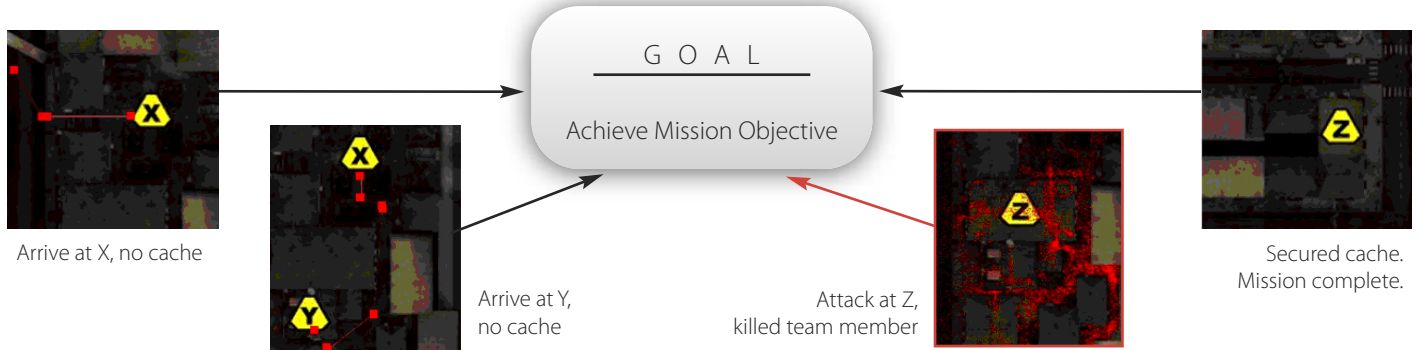 G O A L
Achieve Mission Objective
X
Arrive at X, no cache
X
Y
Arrive at Y,
no cache
Z
Attack at Z,
killed team member
Z
Secured cache.
Mission complete.